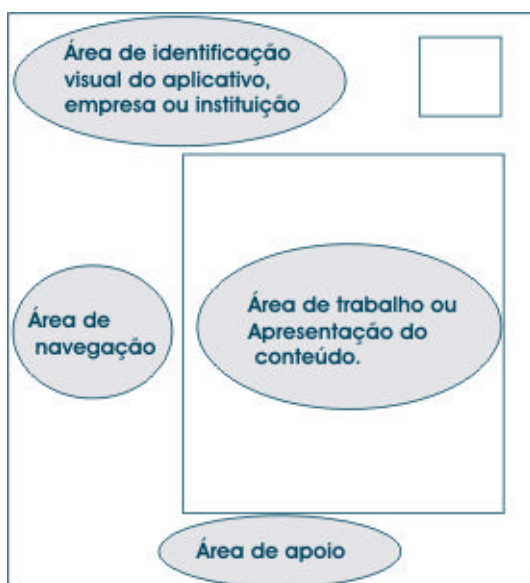 Área de identificação
visual do aplicativo,
empresa ou instituição
Área de
navegação
Área de trabalho ou
Apresentação do
conteúdo.
Área de apoio